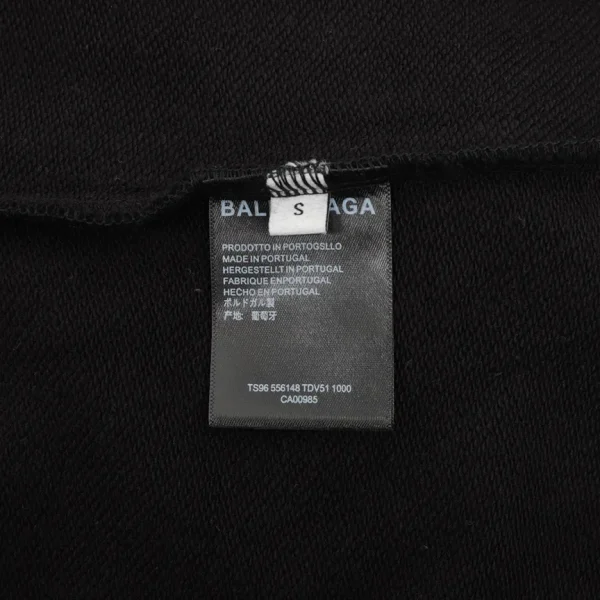 BAL AGA
S
PRODOTTO IN PORTOGSLLO
MADE IN PORTUGAL
HERGESTELLT IN PORTUGAL
FABRIQUE ENPORTUGAL
HECHO EN PORTUGAL
ポルドガル製
产地: 葡萄牙
TS96 556148 TDV51 1000
CA00985